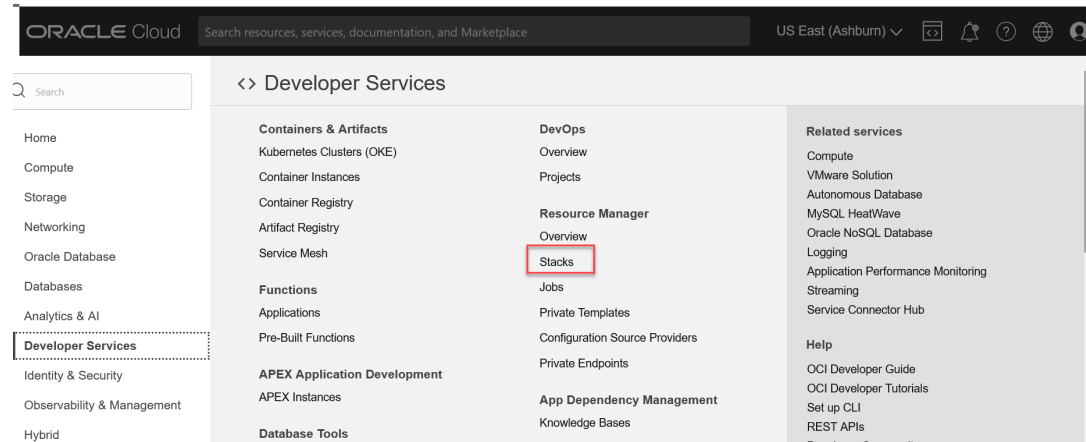 ORACLE Cloud
Search resources, services, documentation, and Marketplace
US East (Ashburn)
Search
Home
Compute
Storage
Networking
Oracle Database
Databases
Analytics & AI
Developer Services
Identity & Security
Observability & Management
Hybrid
Developer Services
Containers & Artifacts
Kubernetes Clusters (OKE)
Container Instances
Container Registry
Artifact Registry
Service Mesh
Functions
Applications
Pre-Built Functions
APEX Application Development
APEX Instances
Database Tools
DevOps
Overview
Projects
Resource Manager
Overview
Stacks
Jobs
Private Templates
Configuration Source Providers
Private Endpoints
App Dependency Management
Knowledge Bases
Related services
Compute
VMware Solution
Autonomous Database
MySQL HeatWave
Oracle NoSQL Database
Logging
Application Performance Monitoring
Streaming
Service Connector Hub
Help
OCI Developer Guide
OCI Developer Tutorials
Set up CLI
REST APIs